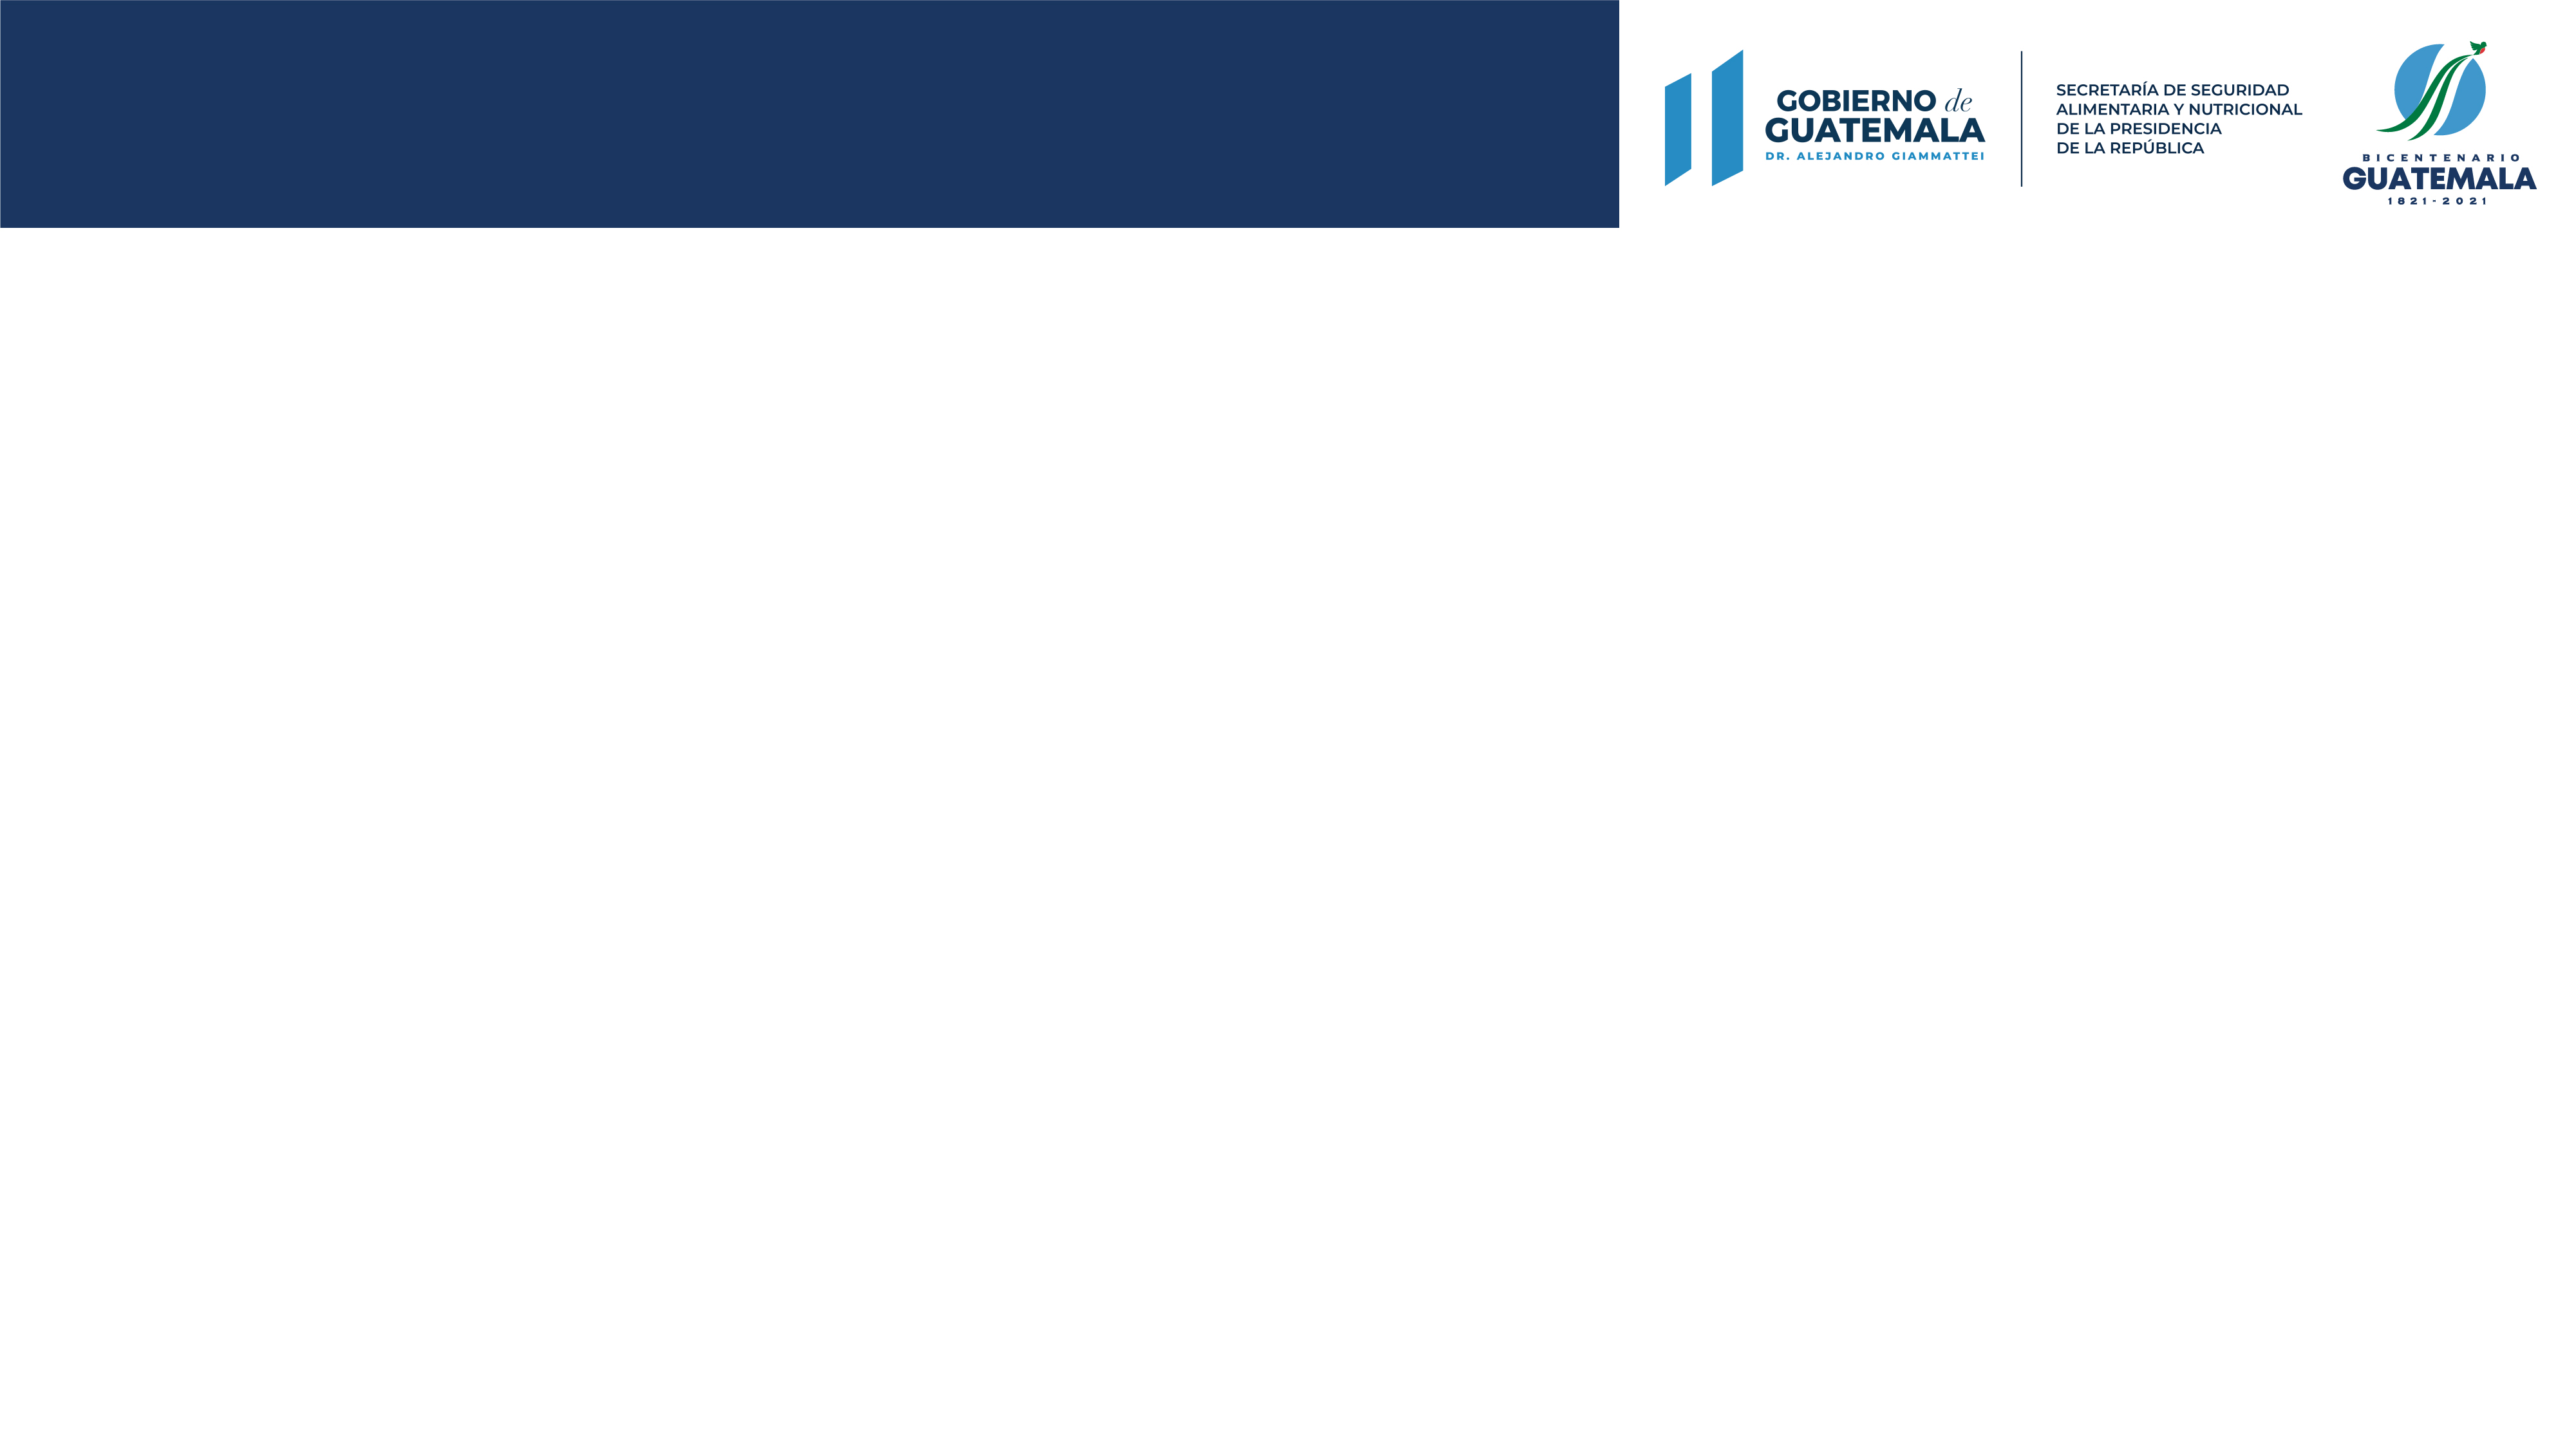 GOBIERNO de
GUATEMALA
DR. ALEJANDRO GIAMMATTEI
SECRETARÍA DE SEGURIDAD
ALIMENTARIA Y NUTRICIONAL
DE LA PRESIDENCIA
DE LA REPÚBLICA
BICENTENARIO
GUATEMALA
1821-2021